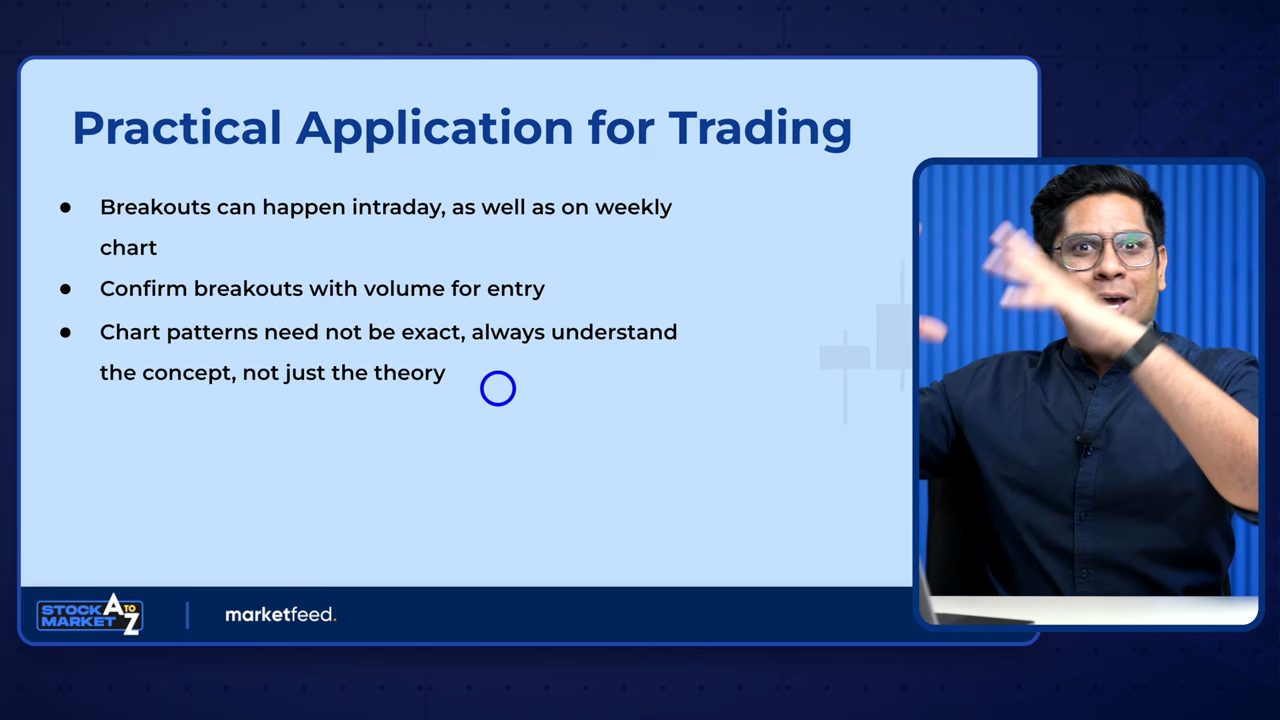 Practical Application for Trading
● Breakouts can happen intraday, as well as on weekly
chart
● Confirm breakouts with volume for entry
● Chart patterns need not be exact, always understand
the concept, not just the theory
STOCK A TO
MARKET Z
marketfeed.